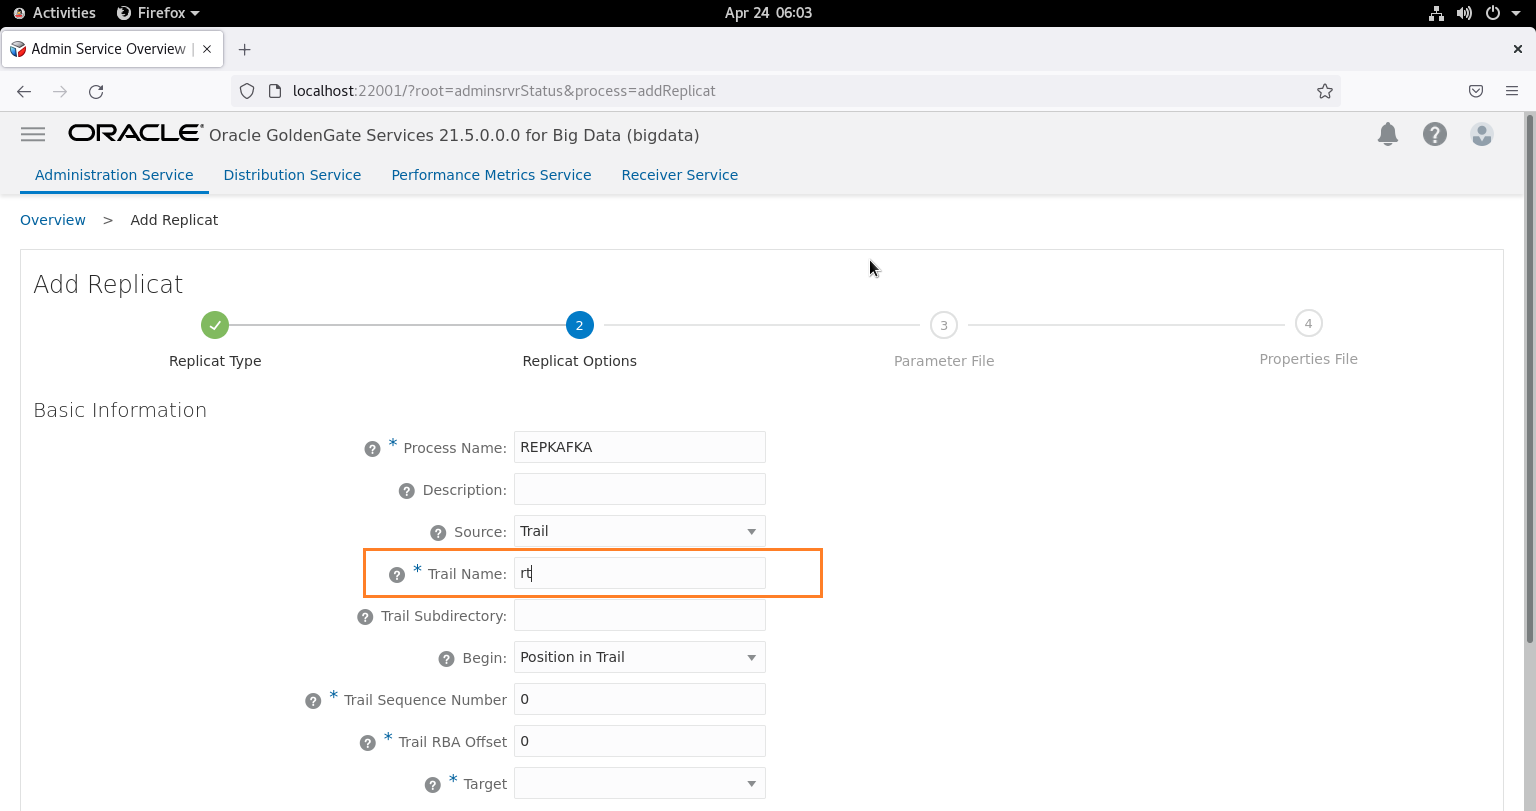 Activities
Firefox
Apr 24 06:03
Admin Service Overview |
localhost:22001/?root=adminsrvrStatus&process=addReplicat
ORACLE® Oracle GoldenGate Services 21.5.0.0.0 for Big Data (bigdata)
Administration Service
Distribution Service
Performance Metrics Service
Receiver Service
Overview > Add Replicat
Add Replicat
2
3
4
Replicat Type
Replicat Options
Parameter File
Properties File
Basic Information
? * Process Name: REPKAFKA
? Description:
? Source: Trail
? * Trail Name: rt
? Trail Subdirectory:
? Begin: Position in Trail
? * Trail Sequence Number 0
? * Trail RBA Offset 0
? * Target